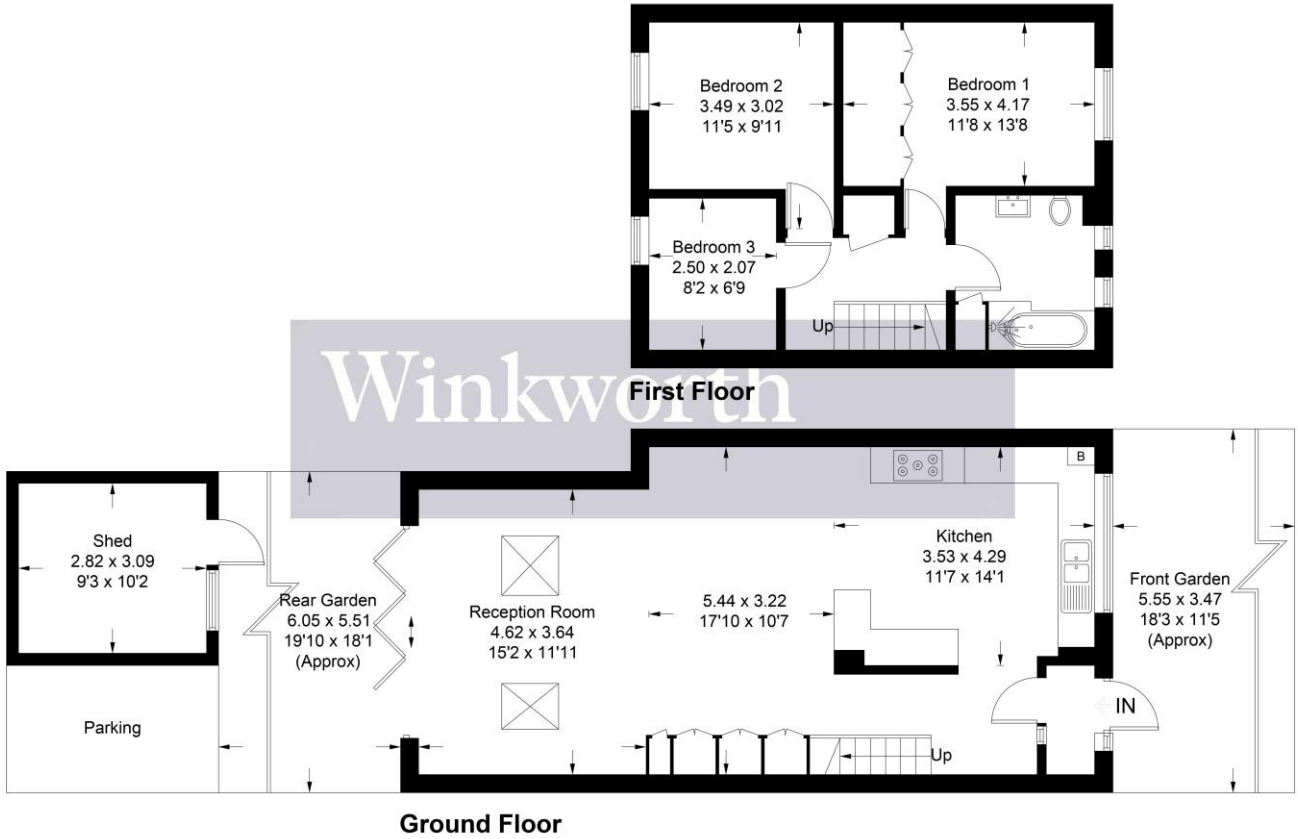 Bedroom 2
3.49 x 3.02
11'5 x 9'11
Bedroom 1
3.55 x 4.17
11'8 x 13'8
Bedroom 3
2.50 x 2.07
8'2 x 6'9
Up
Winkworth
First Floor
B
Shed
2.82 x 3.09
9'3 x 10'2
Rear Garden
6.05 x 5.51
19'10 x 18'1
(Approx)
Reception Room
4.62 x 3.64
15'2 x 11'11
5.44 x 3.22
17'10 x 10'7
Kitchen
3.53 x 4.29
11'7 x 14'1
Front Garden
5.55 x 3.47
18'3 x 11'5
(Approx)
Parking
IN
Up
Ground Floor